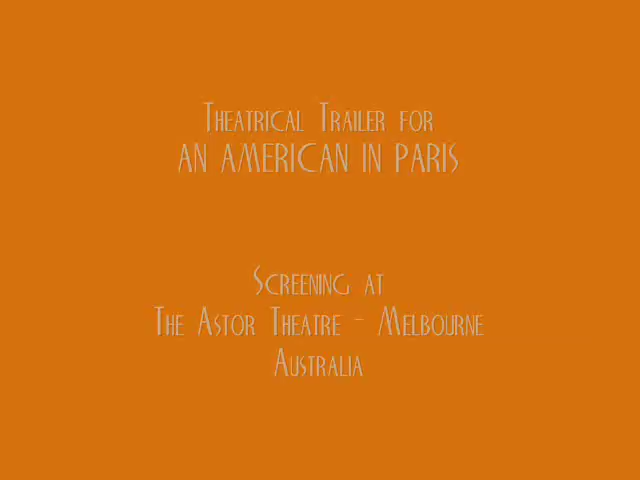 Theatrical Trailer for
AN AMERICAN IN PARIS
Screening at
The Astor Theatre - Melbourne
Australia